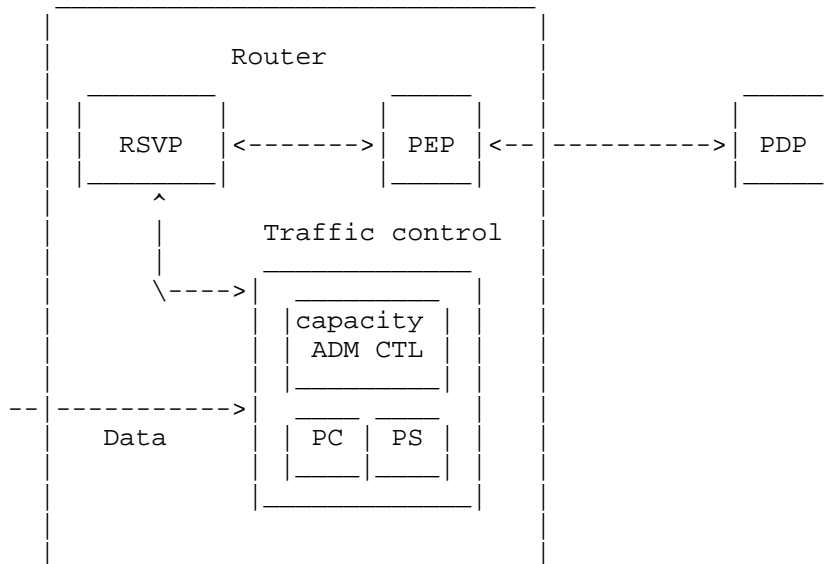 Router
RSVP PEP PDP
Traffic control
capacity
ADM CTL
Data PC PS